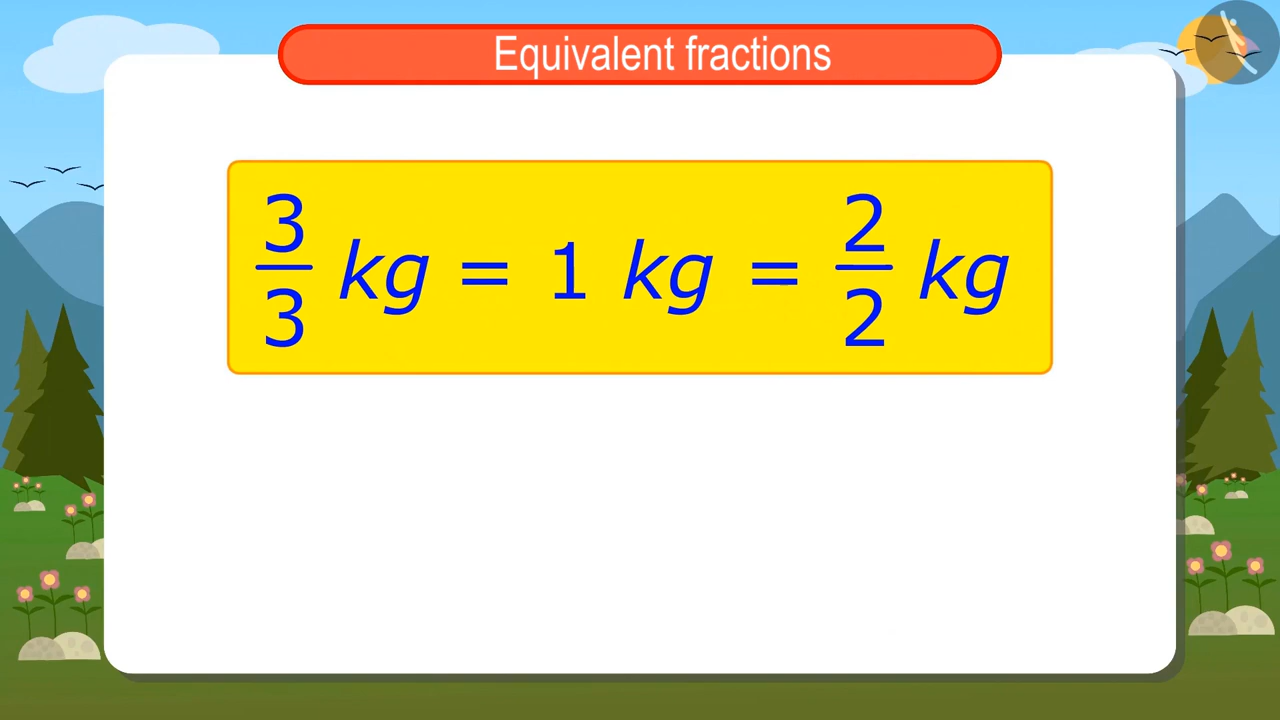 Equivalent fractions
3/3 kg = 1 kg = 2/2 kg